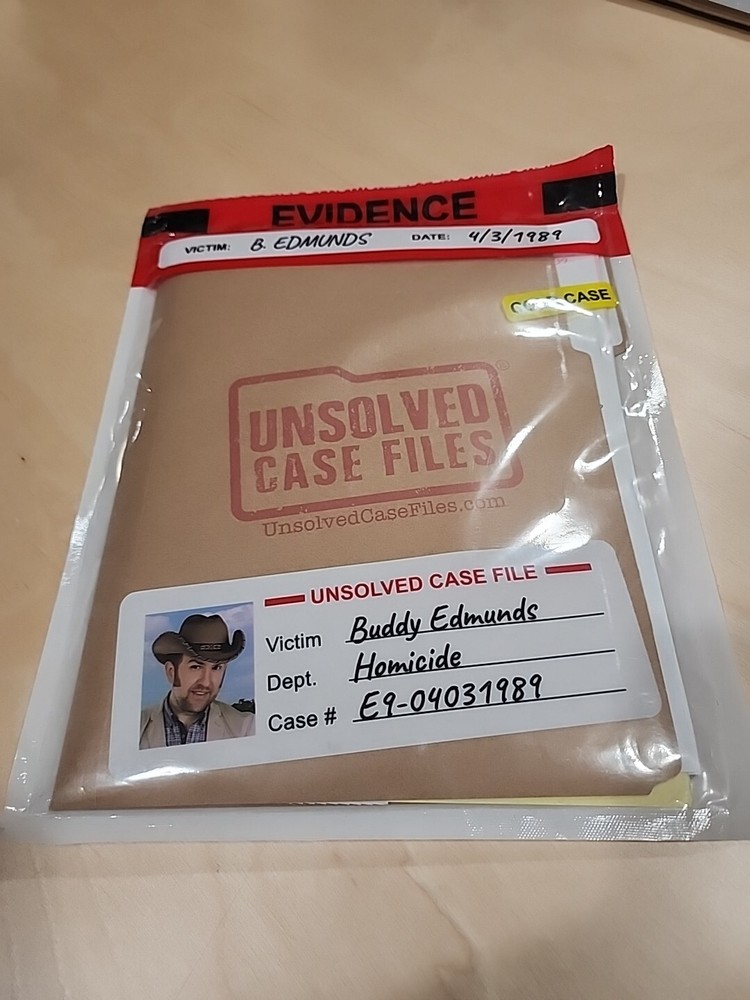 EVIDENCE
VICTIM: B. EDMUNDS DATE: 4/3/1989
COLD CASE
UNSOLVED
CASE FILES
®
UnsolvedCaseFiles.com
UNSOLVED CASE FILE
Victim Buddy Edmunds
Dept. Homicide
Case # E9-04031989